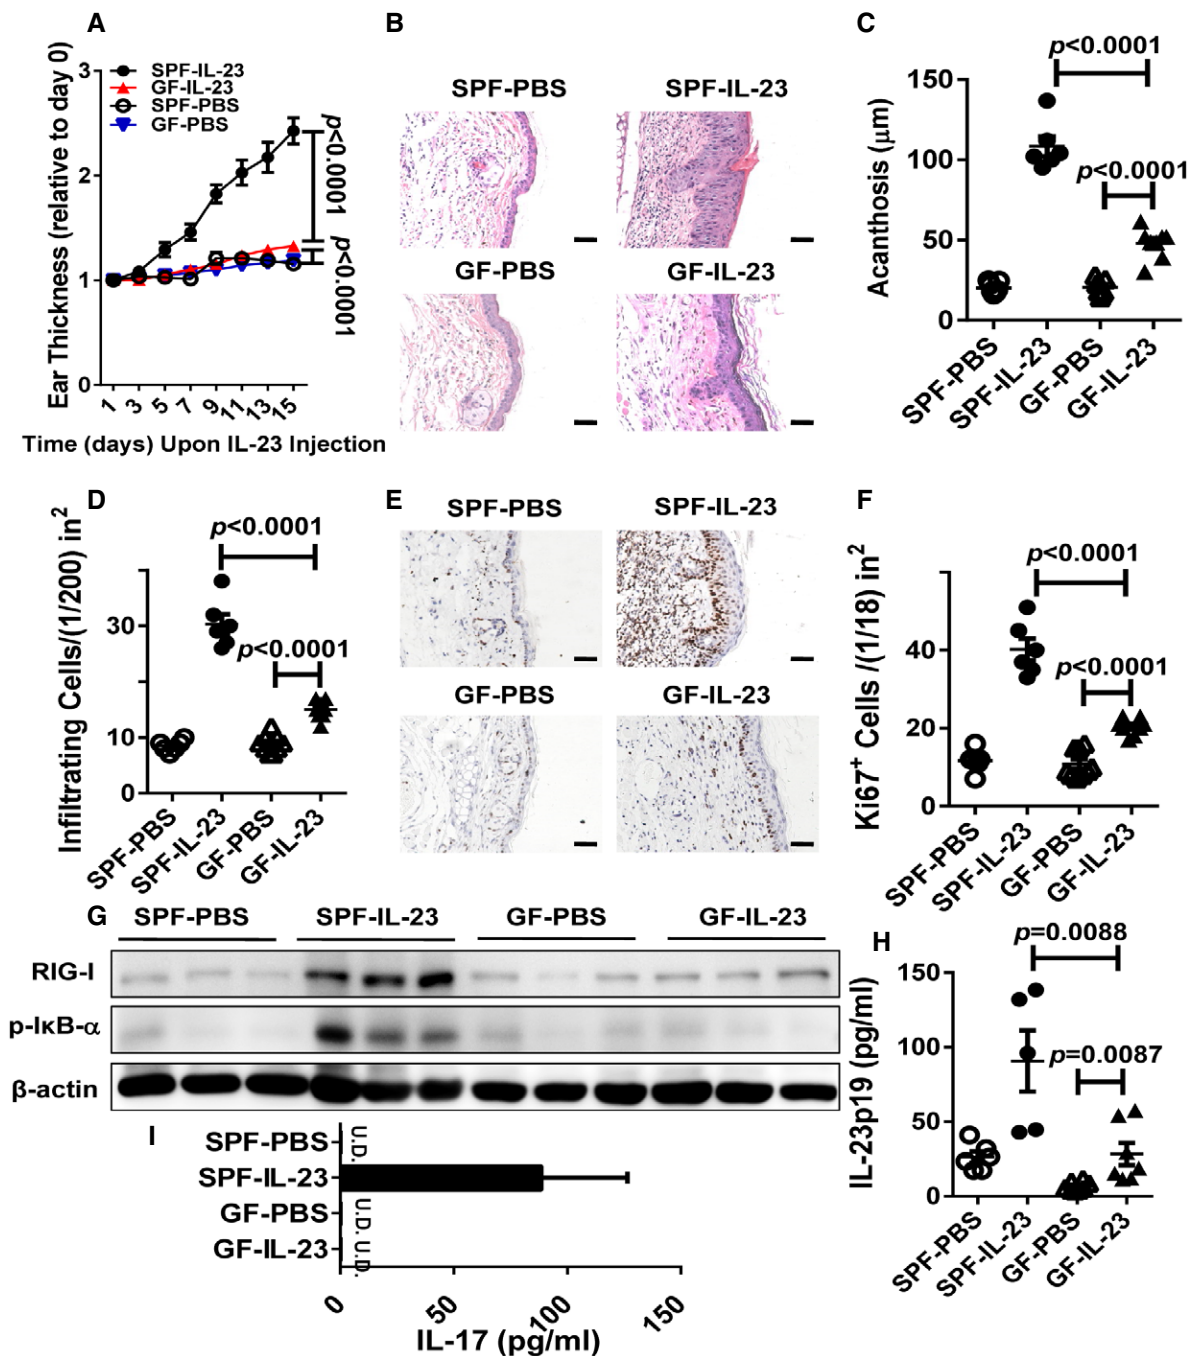 A
Ear Thickness (relative to day 0)
3
2
1
0
SPF-IL-23
GF-IL-23
SPF-PBS
GF-PBS
p<0.0001
p<0.0001
1 3 5 7 9 11 13 15
Time (days) Upon IL-23 Injection
B
SPF-PBS SPF-IL-23
GF-PBS GF-IL-23
C
p<0.0001
p<0.0001
Acanthosis (μm)
150
100
50
0
SPF-PBS
SPF-IL-23
GF-PBS
GF-IL-23
D
p<0.0001
p<0.0001
Infiltrating Cells/(1/200) in²
30
10
0
SPF-PBS
SPF-IL-23
GF-PBS
GF-IL-23
E
SPF-PBS SPF-IL-23
GF-PBS GF-IL-23
F
p<0.0001
p<0.0001
Ki67⁺ Cells /(1/18) in²
40
20
0
SPF-PBS
SPF-IL-23
GF-PBS
GF-IL-23
G
SPF-PBS SPF-IL-23 GF-PBS GF-IL-23
RIG-I
p-IκB-α
β-actin
H
p=0.0088
p=0.0087
IL-23p19 (pg/ml)
150
100
50
0
SPF-PBS
SPF-IL-23
GF-PBS
GF-IL-23
I
SPF-PBS U.D.
SPF-IL-23
GF-PBS U.D.
GF-IL-23 U.D.
0 50 100 150
IL-17 (pg/ml)